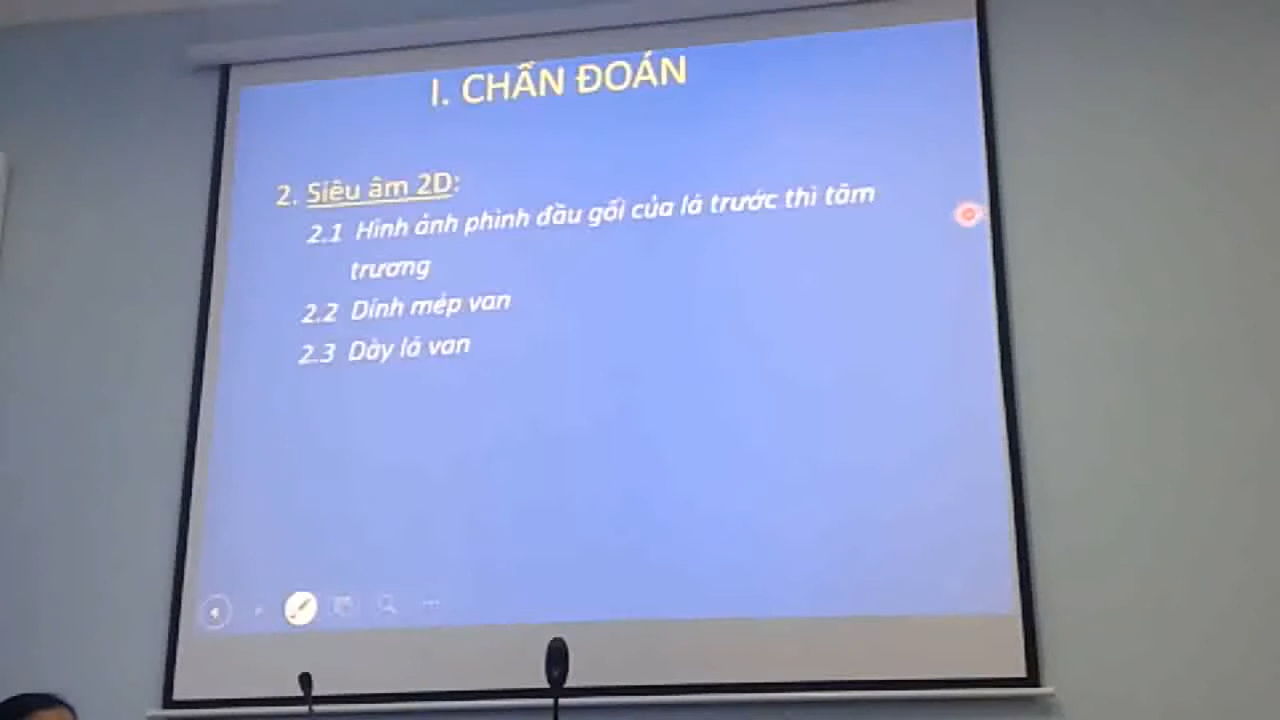 I. CHẨN ĐOÁN
2. Siêu âm 2D:
2.1 Hình ảnh phình đầu gối của lá trước thì tâm
trương
2.2 Dính mép van
2.3 Dày lá van